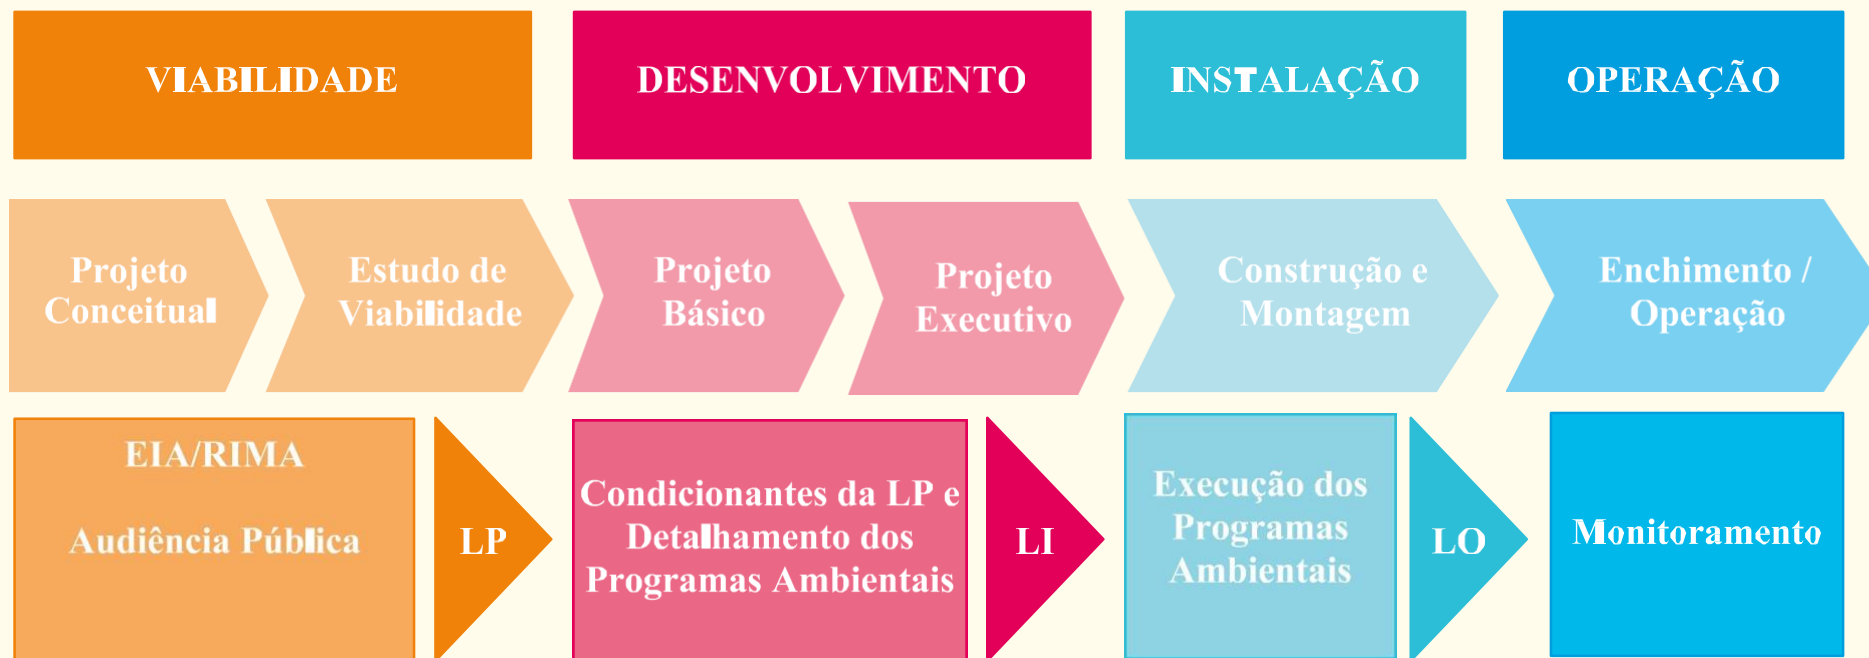 VIABILIDADE
DESENVOLVIMENTO
INSTALAÇÃO
OPERAÇÃO
Projeto
Conceitual
Estudo de
Viabilidade
Projeto
Básico
Projeto
Executivo
Construção e
Montagem
Enchimento /
Operação
EIA/RIMA
Audiência Pública
LP
Condicionantes da LP e
Detalhamento dos
Programas Ambientais
LI
Execução dos
Programas
Ambientais
LO
Monitoramento